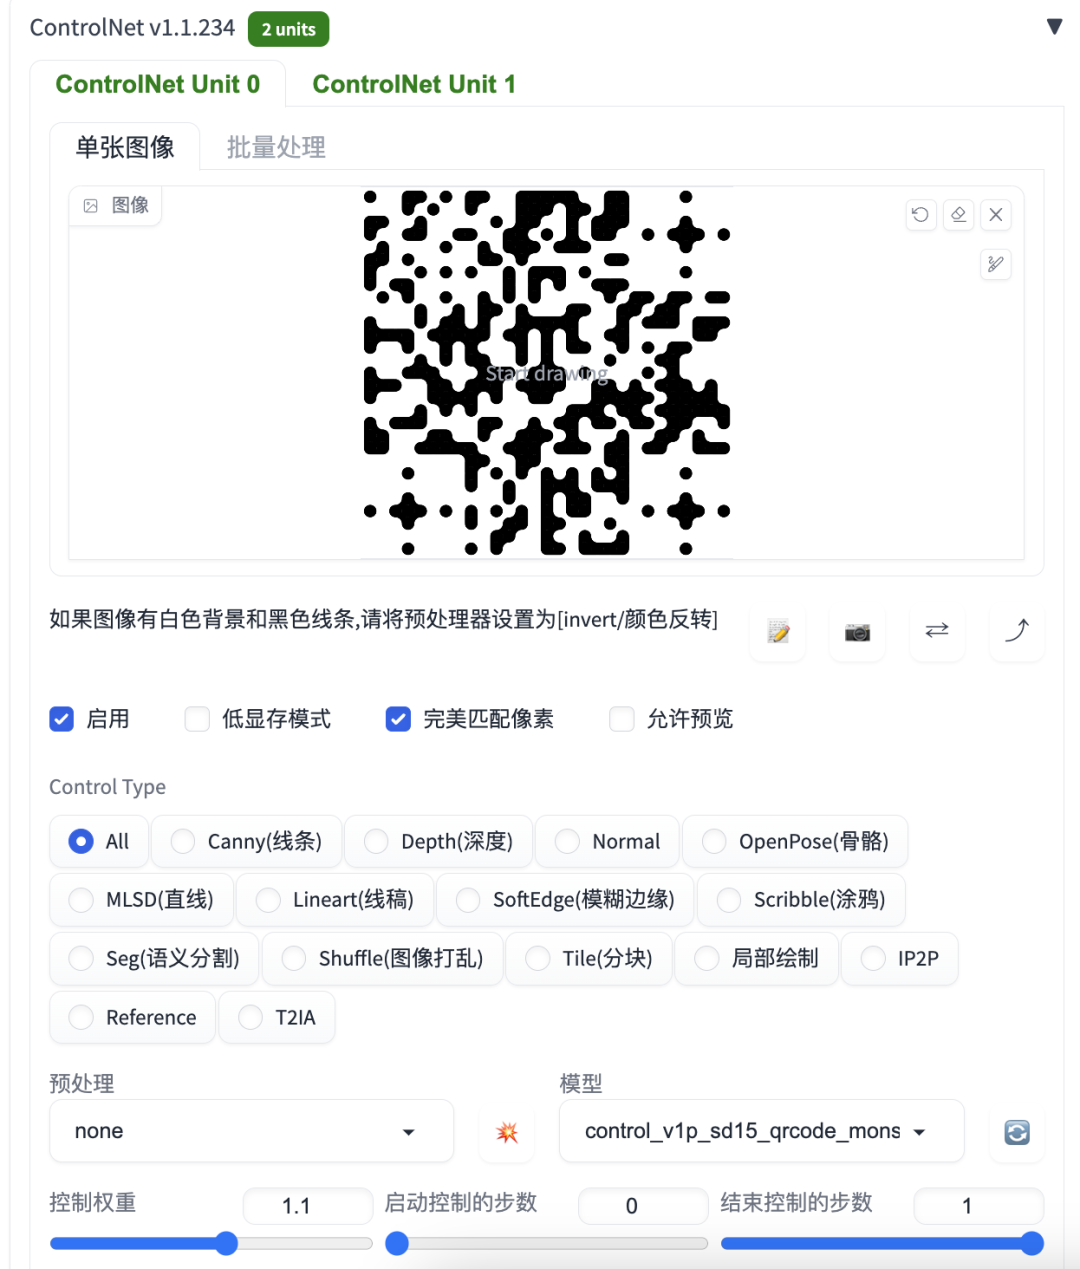 ControlNet v1.1.234 2 units
ControlNet Unit 0 ControlNet Unit 1
单张图像 批量处理
图像
Start drawing
如果图像有白色背景和黑色线条,请将预处理器设置为[invert/颜色反转]
启用 低显存模式 完美匹配像素 允许预览
Control Type
All Canny(线条) Depth(深度) Normal OpenPose(骨骼)
MLSD(直线) Lineart(线稿) SoftEdge(模糊边缘) Scribble(涂鸦)
Seg(语义分割) Shuffle(图像打乱) Tile(分块) 局部绘制 IP2P
Reference T2IA
预处理 模型
none control_v1p_sd15_qrcode_mons
控制权重 1.1 启动控制的步数 0 结束控制的步数 1